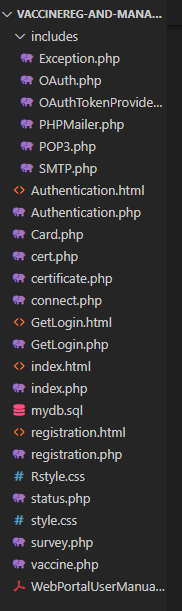 VACCINEREG-AND-MANA...
includes
Exception.php
OAuth.php
OAuthTokenProvide...
PHPMailer.php
POP3.php
SMTP.php
Authentication.html
Authentication.php
Card.php
cert.php
certificate.php
connect.php
GetLogin.html
GetLogin.php
index.html
index.php
mydb.sql
registration.html
registration.php
Rstyle.css
status.php
style.css
survey.php
vaccine.php
WebPortalUserManua...